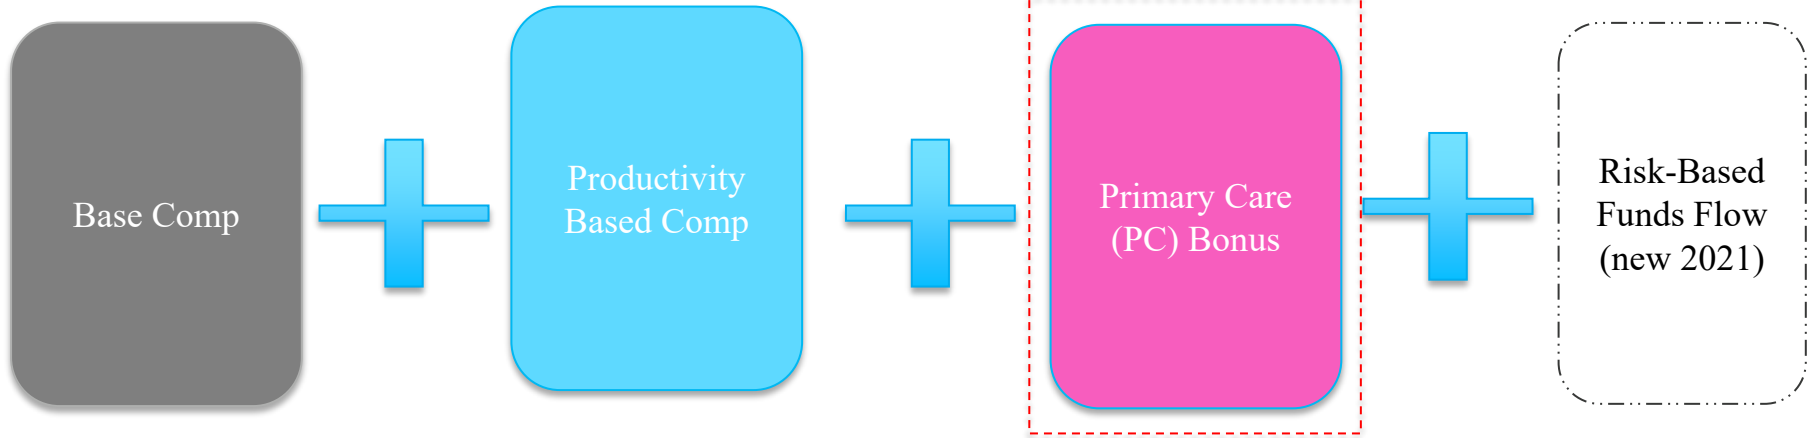 Base Comp
Productivity
Based Comp
Primary Care
(PC) Bonus
Risk-Based
Funds Flow
(new 2021)